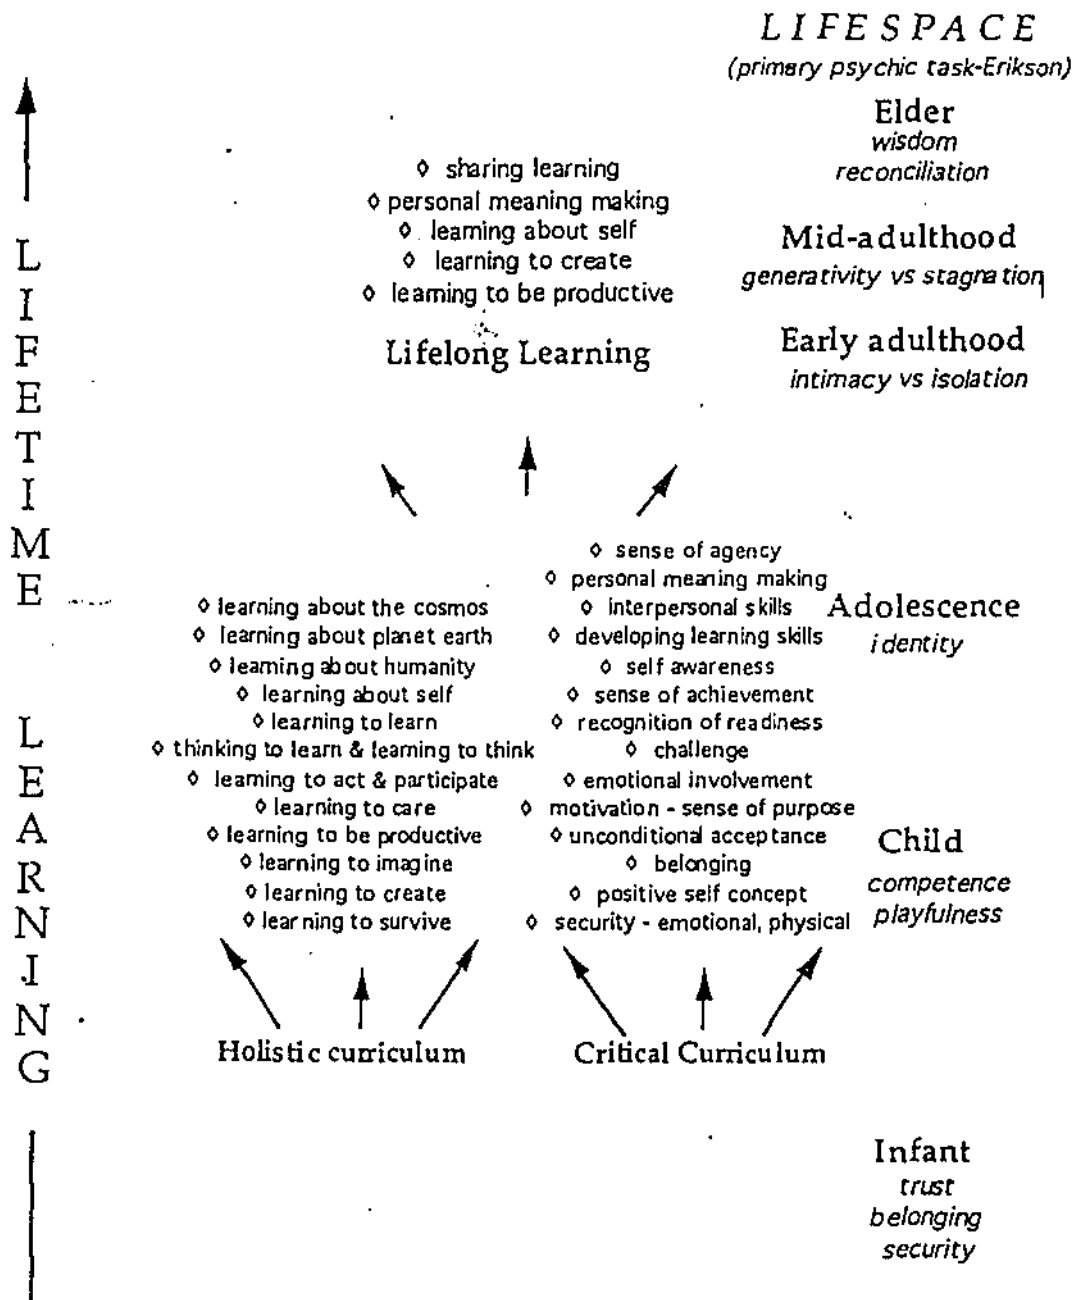 LIFESPACE
(primary psychic task-Erikson)
Elder
wisdom
reconciliation
Mid-adulthood
generativity vs stagnation
Early adulthood
intimacy vs isolation
◊ sharing learning
◊ personal meaning making
◊ learning about self
◊ learning to create
◊ learning to be productive
Lifelong Learning
LIFETIME LEARNING
◊ learning about the cosmos
◊ learning about planet earth
◊ learning about humanity
◊ learning about self
◊ learning to learn
◊ thinking to learn & learning to think
◊ learning to act & participate
◊ learning to care
◊ learning to be productive
◊ learning to imagine
◊ learning to create
◊ learning to survive
Holistic curriculum
◊ sense of agency
◊ personal meaning making
◊ interpersonal skills
◊ developing learning skills
◊ self awareness
◊ sense of achievement
◊ recognition of readiness
◊ challenge
◊ emotional involvement
◊ motivation - sense of purpose
◊ unconditional acceptance
◊ belonging
◊ positive self concept
◊ security - emotional, physical
Critical Curriculum
Adolescence
identity
Child
competence
playfulness
Infant
trust
belonging
security